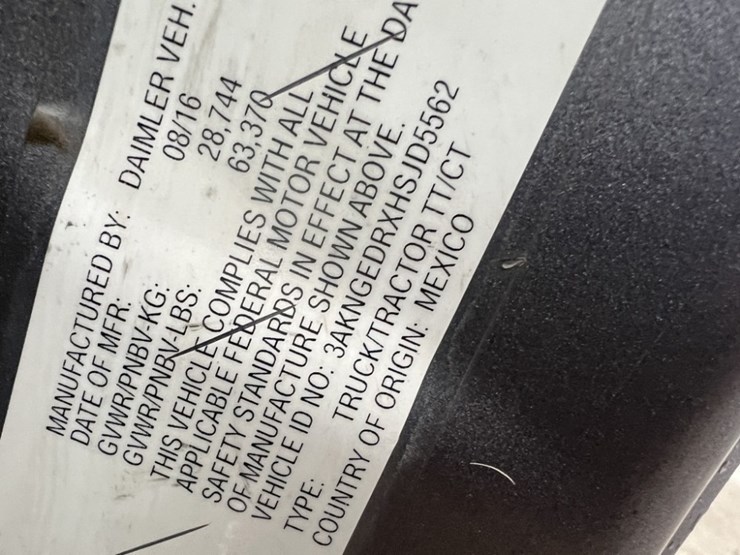 MANUFACTURED BY: DAIMLER VEH.
DATE OF MFR: 08/16
GVWR/PNBV-KG: 28,744
GVWR/PNBV-LBS: 63,370
THIS VEHICLE COMPLIES WITH ALL
APPLICABLE FEDERAL MOTOR VEHICLE
SAFETY STANDARDS IN EFFECT AT THE DA
OF MANUFACTURE SHOWN ABOVE.
VEHICLE ID NO: 3AKNGEDRXHSJD5562
TYPE: TRUCK/TRACTOR TT/CT
COUNTRY OF ORIGIN: MEXICO